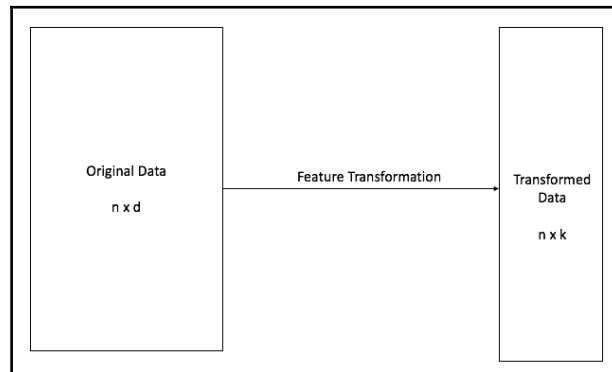 Original Data
n x d
Feature Transformation
Transformed
Data
n x k